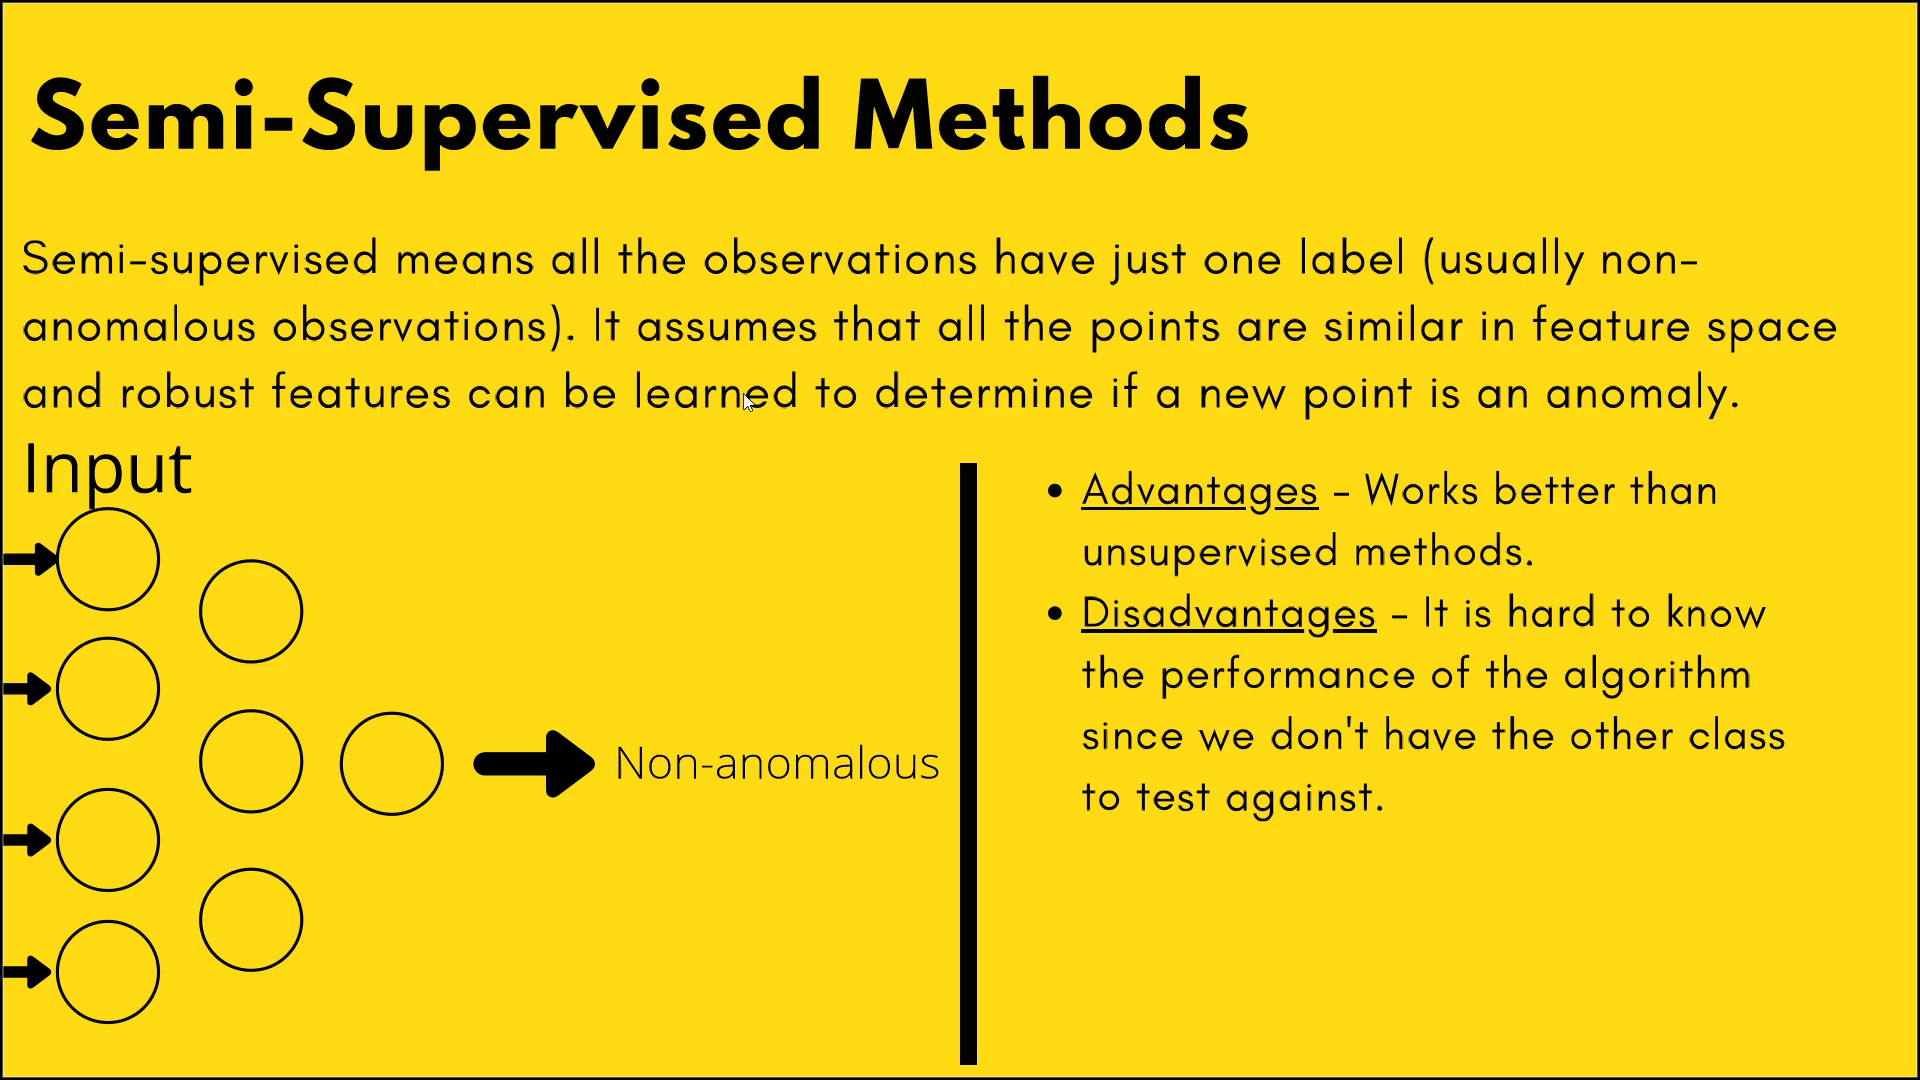 Semi-Supervised Methods
Semi-supervised means all the observations have just one label (usually non-
anomalous observations). It assumes that all the points are similar in feature space
and robust features can be learned to determine if a new point is an anomaly.
Input
Non-anomalous
• Advantages - Works better than
unsupervised methods.
• Disadvantages - It is hard to know
the performance of the algorithm
since we don't have the other class
to test against.